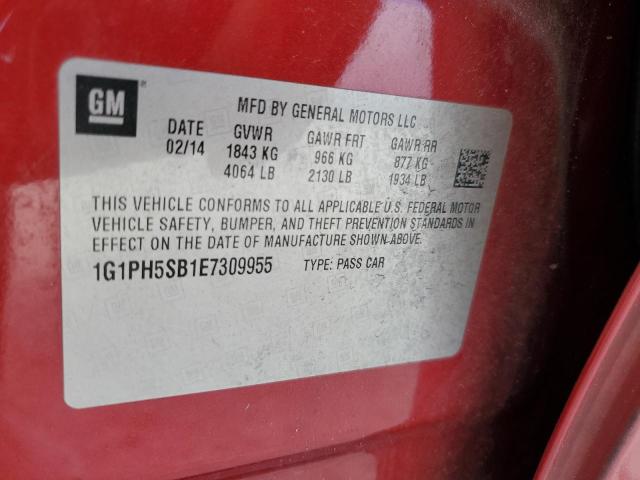 GM
MFD BY GENERAL MOTORS LLC
DATE GVWR GAWR FRT GAWR RR
02/14 1843 KG 966 KG 877 KG
4064 LB 2130 LB 1934 LB
THIS VEHICLE CONFORMS TO ALL APPLICABLE U.S. FEDERAL MOTOR
VEHICLE SAFETY, BUMPER, AND THEFT PREVENTION STANDARDS IN
EFFECT ON THE DATE OF MANUFACTURE SHOWN ABOVE.
1G1PH5SB1E7309955 TYPE: PASS CAR